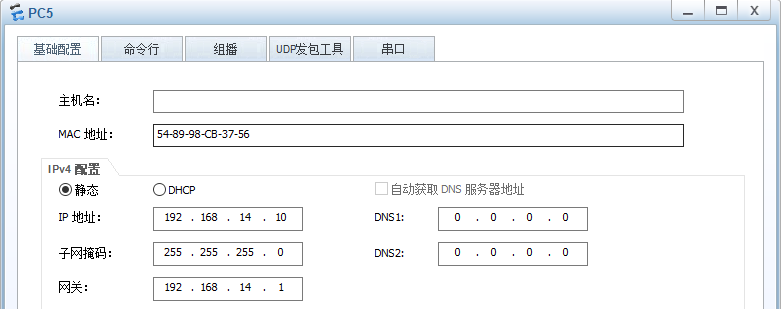 PC5
基础配置 命令行 组播 UDP发包工具 串口
主机名：
MAC 地址： 54-89-98-CB-37-56
IPv4 配置
静态 DHCP 自动获取 DNS 服务器地址
IP 地址： 192 . 168 . 14 . 10 DNS1: 0 . 0 . 0 . 0
子网掩码： 255 . 255 . 255 . 0 DNS2: 0 . 0 . 0 . 0
网关： 192 . 168 . 14 . 1